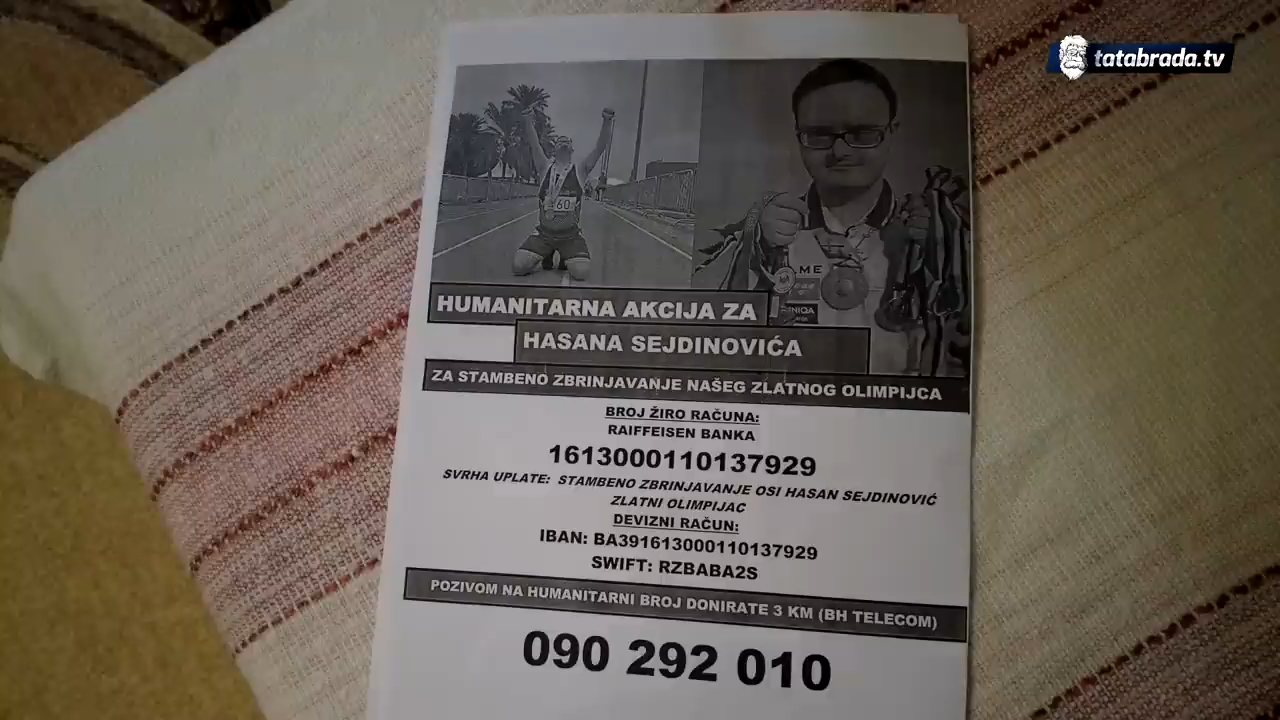 tatabrada.tv
60
HUMANITARNA AKCIJA ZA
HASANA SEJDINOVIĆA
ZA STAMBENO ZBRINJAVANJE NAŠEG ZLATNOG OLIMPIJCA
BROJ ŽIRO RAČUNA:
RAIFFEISEN BANKA
1613000110137929
SVRHA UPLATE: STAMBENO ZBRINJAVANJE OSI HASAN SEJDINOVIĆ
ZLATNI OLIMPIJAC
DEVIZNI RAČUN:
IBAN: BA391613000110137929
SWIFT: RZBABA2S
POZIVOM NA HUMANITARNI BROJ DONIRATE 3 KM (BH TELECOM)
090 292 010